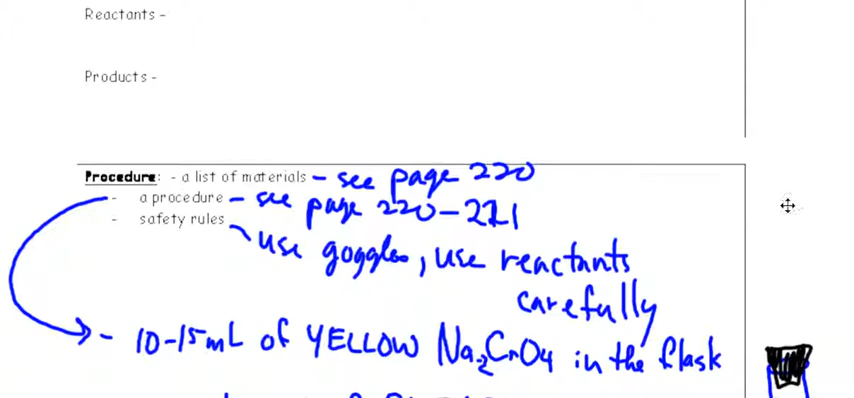 Reactants -
Products -
Procedure: - a list of materials - see page 220
- a procedure - see page 220-221
- safety rules
use goggles, use reactants
carefully
- 10-15mL of YELLOW Na₂CrO4 in the flask